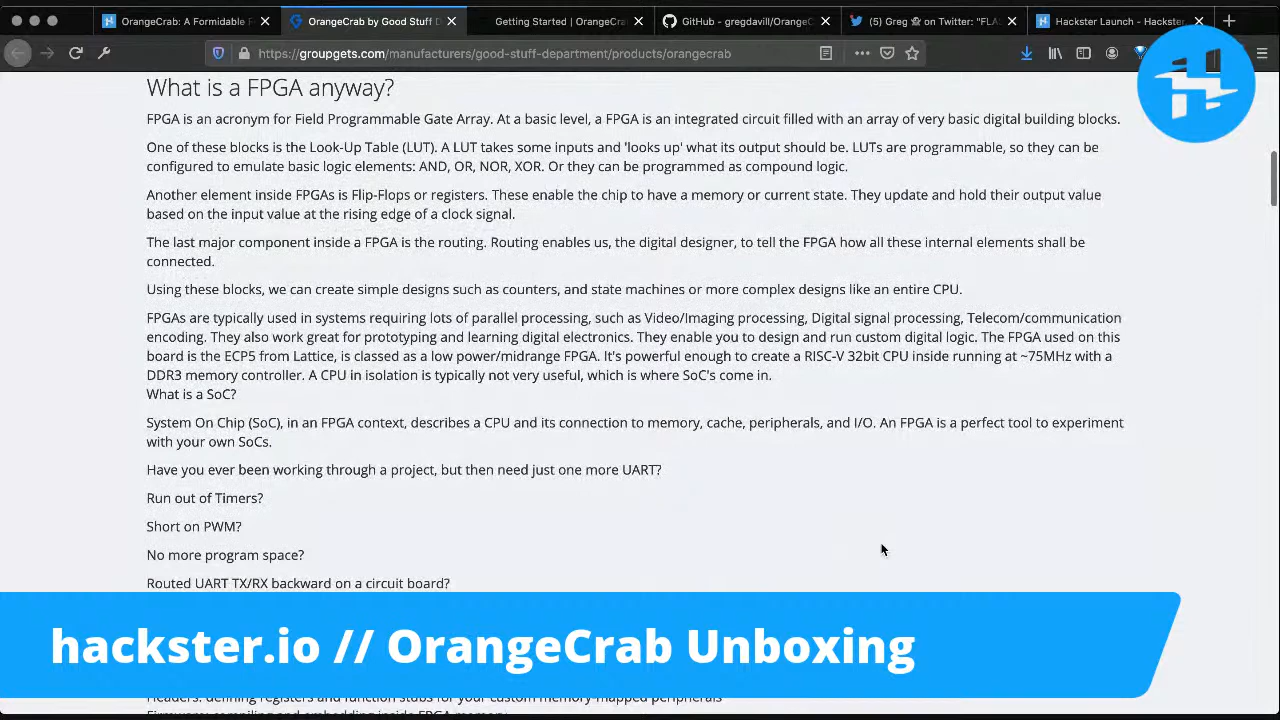 OrangeCrab: A Formidable F
OrangeCrab by Good Stuff D
Getting Started | OrangeCra
GitHub - gregdavill/OrangeC
(5) Greg on Twitter: "FLA
Hackster Launch - Hackster
https://groupgets.com/manufacturers/good-stuff-department/products/orangecrab
What is a FPGA anyway?
FPGA is an acronym for Field Programmable Gate Array. At a basic level, a FPGA is an integrated circuit filled with an array of very basic digital building blocks.
One of these blocks is the Look-Up Table (LUT). A LUT takes some inputs and 'looks up' what its output should be. LUTs are programmable, so they can be
configured to emulate basic logic elements: AND, OR, NOR, XOR. Or they can be programmed as compound logic.
Another element inside FPGAs is Flip-Flops or registers. These enable the chip to have a memory or current state. They update and hold their output value
based on the input value at the rising edge of a clock signal.
The last major component inside a FPGA is the routing. Routing enables us, the digital designer, to tell the FPGA how all these internal elements shall be
connected.
Using these blocks, we can create simple designs such as counters, and state machines or more complex designs like an entire CPU.
FPGAs are typically used in systems requiring lots of parallel processing, such as Video/Imaging processing, Digital signal processing, Telecom/communication
encoding. They also work great for prototyping and learning digital electronics. They enable you to design and run custom digital logic. The FPGA used on this
board is the ECP5 from Lattice, is classed as a low power/midrange FPGA. It's powerful enough to create a RISC-V 32bit CPU inside running at ~75MHz with a
DDR3 memory controller. A CPU in isolation is typically not very useful, which is where SoC's come in.
What is a SoC?
System On Chip (SoC), in an FPGA context, describes a CPU and its connection to memory, cache, peripherals, and I/O. An FPGA is a perfect tool to experiment
with your own SoCs.
Have you ever been working through a project, but then need just one more UART?
Run out of Timers?
Short on PWM?
No more program space?
Routed UART TX/RX backward on a circuit board?
hackster.io // OrangeCrab Unboxing
Headers: defining registers and function stubs for your custom memory mapped peripherals
Firmware: compiling and embedding inside FPGA memory